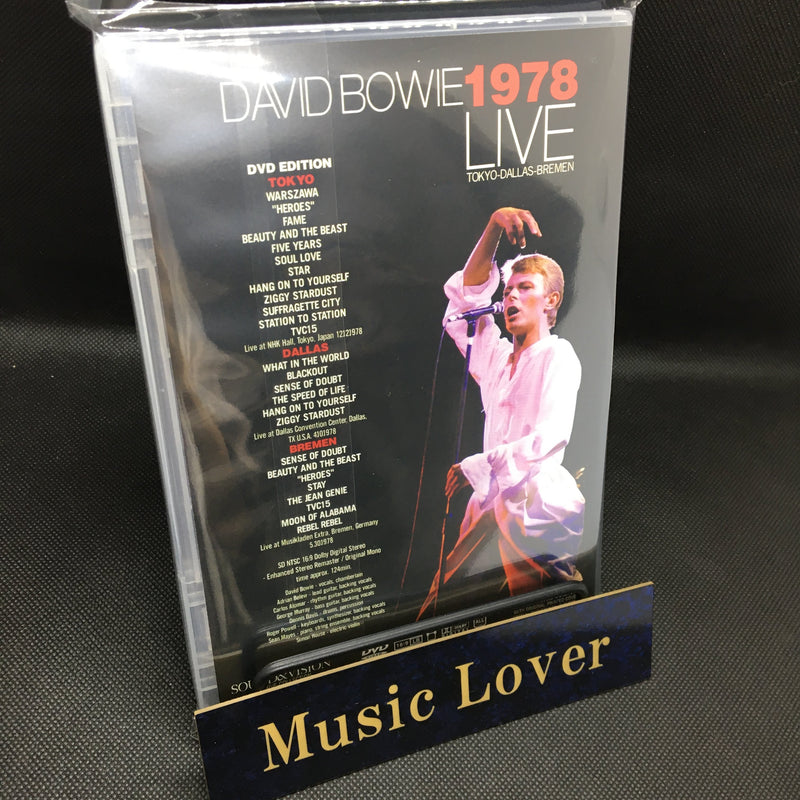 DAVID BOWIE 1978
LIVE
TOKYO-DALLAS-BREMEN
DVD EDITION
TOKYO
WARSZAWA
"HEROES"
FAME
BEAUTY AND THE BEAST
FIVE YEARS
SOUL LOVE
STAR
HANG ON TO YOURSELF
ZIGGY STARDUST
SUFFRAGETTE CITY
STATION TO STATION
TVC15
Live at NHK Hall, Tokyo, Japan 12121978
DALLAS
WHAT IN THE WORLD
BLACKOUT
SENSE OF DOUBT
THE SPEED OF LIFE
HANG ON TO YOURSELF
ZIGGY STARDUST
Live at Dallas Convention Center, Dallas,
TX U.S.A. 4101978
BREMEN
SENSE OF DOUBT
BEAUTY AND THE BEAST
"HEROES"
STAY
THE JEAN GENIE
TVC15
MOON OF ALABAMA
REBEL REBEL
Live at Musikladen Extra, Bremen, Germany
5.301978
SD NTSC 16:9 Dolby Digital Stereo
- Enhanced Stereo Remaster / Original Mono
time approx. 124min.
David Bowie - vocals, chamberlain
Adrian Belew - lead guitar, backing vocals
Carlos Alomar - rhythm guitar, backing vocals
George Murray - bass guitar, backing vocals
Dennis Davis - drums, percussion
Roger Powell - keyboards, synthesizer, backing vocals
Sean Mayes - piano, string ensemble, backing vocals
Simon House - electric violin
DVD
16:9
ALL
VISION
Music Lover